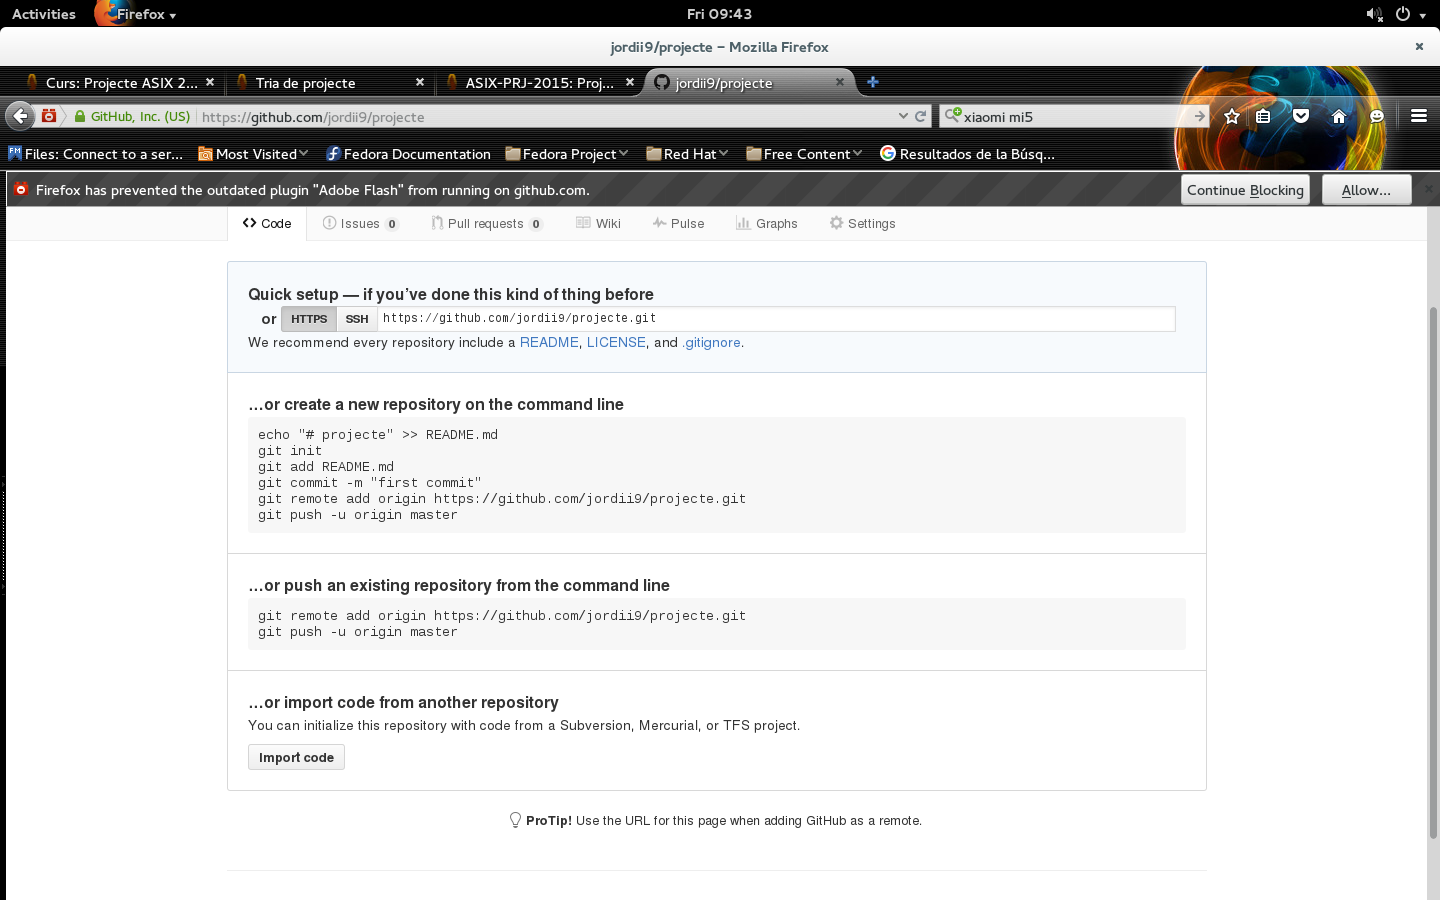 Activities Firefox Fri 09:43
jordii9/projecte – Mozilla Firefox
Curs: Projecte ASIX 2... Tria de projecte ASIX-PRJ-2015: Proj... jordii9/projecte
GitHub, Inc. (US) https://github.com/jordii9/projecte xiaomi mi5
Files: Connect to a ser... Most Visited Fedora Documentation Fedora Project Red Hat Free Content Resultados de la Búsq...
Firefox has prevented the outdated plugin "Adobe Flash" from running on github.com. Continue Blocking Allow...
Code Issues 0 Pull requests 0 Wiki Pulse Graphs Settings
Quick setup — if you’ve done this kind of thing before
or HTTPS SSH https://github.com/jordii9/projecte.git
We recommend every repository include a README, LICENSE, and .gitignore.
…or create a new repository on the command line
echo "# projecte" >> README.md
git init
git add README.md
git commit -m "first commit"
git remote add origin https://github.com/jordii9/projecte.git
git push -u origin master
…or push an existing repository from the command line
git remote add origin https://github.com/jordii9/projecte.git
git push -u origin master
…or import code from another repository
You can initialize this repository with code from a Subversion, Mercurial, or TFS project.
Import code
ProTip! Use the URL for this page when adding GitHub as a remote.